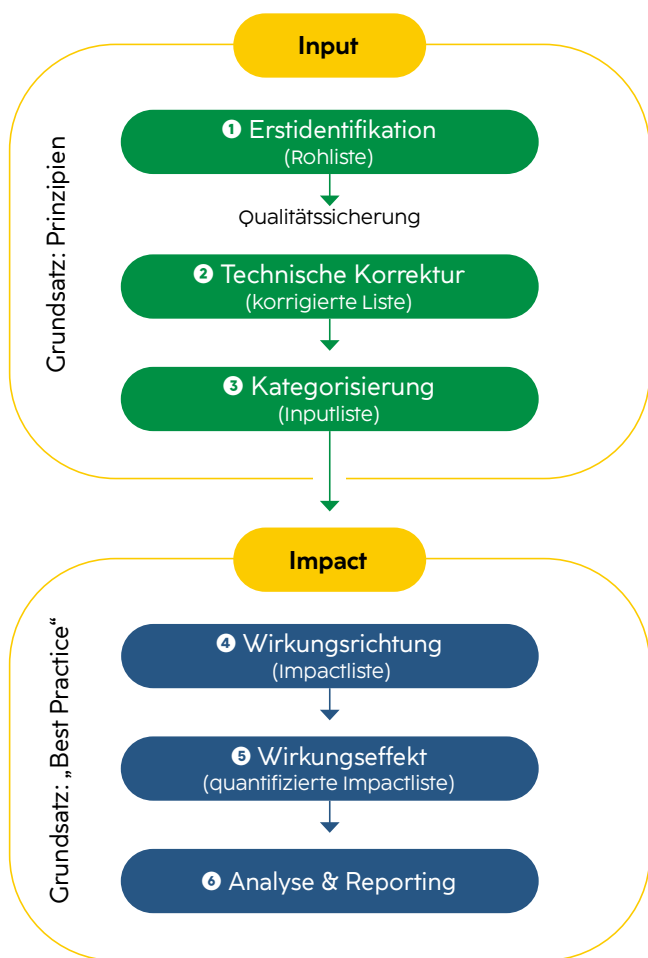 Input
Grundsatz: Prinzipien
❶ Erstidentifikation
(Rohliste)
Qualitätssicherung
❷ Technische Korrektur
(korrigierte Liste)
❸ Kategorisierung
(Inputliste)
Impact
Grundsatz: „Best Practice“
❹ Wirkungsrichtung
(Impactliste)
❺ Wirkungseffekt
(quantifizierte Impactliste)
❻ Analyse & Reporting